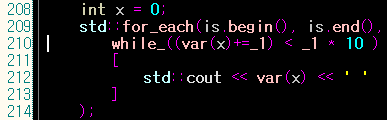 208 int x = 0;
209 std::for_each(is.begin(), is.end(),
210 while_((var(x)+=_1) < _1 * 10 )
211 [
212 std::cout << var(x) << ' '
213 ]
214 );